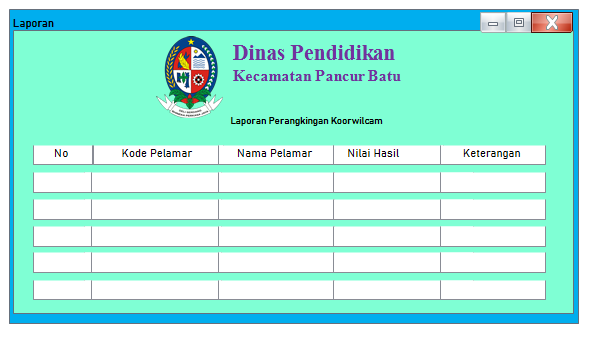 Laporan
Dinas Pendidikan
Kecamatan Pancur Batu
Laporan Perangkingan Koorwilcam
No Kode Pelamar Nama Pelamar Nilai Hasil Keterangan